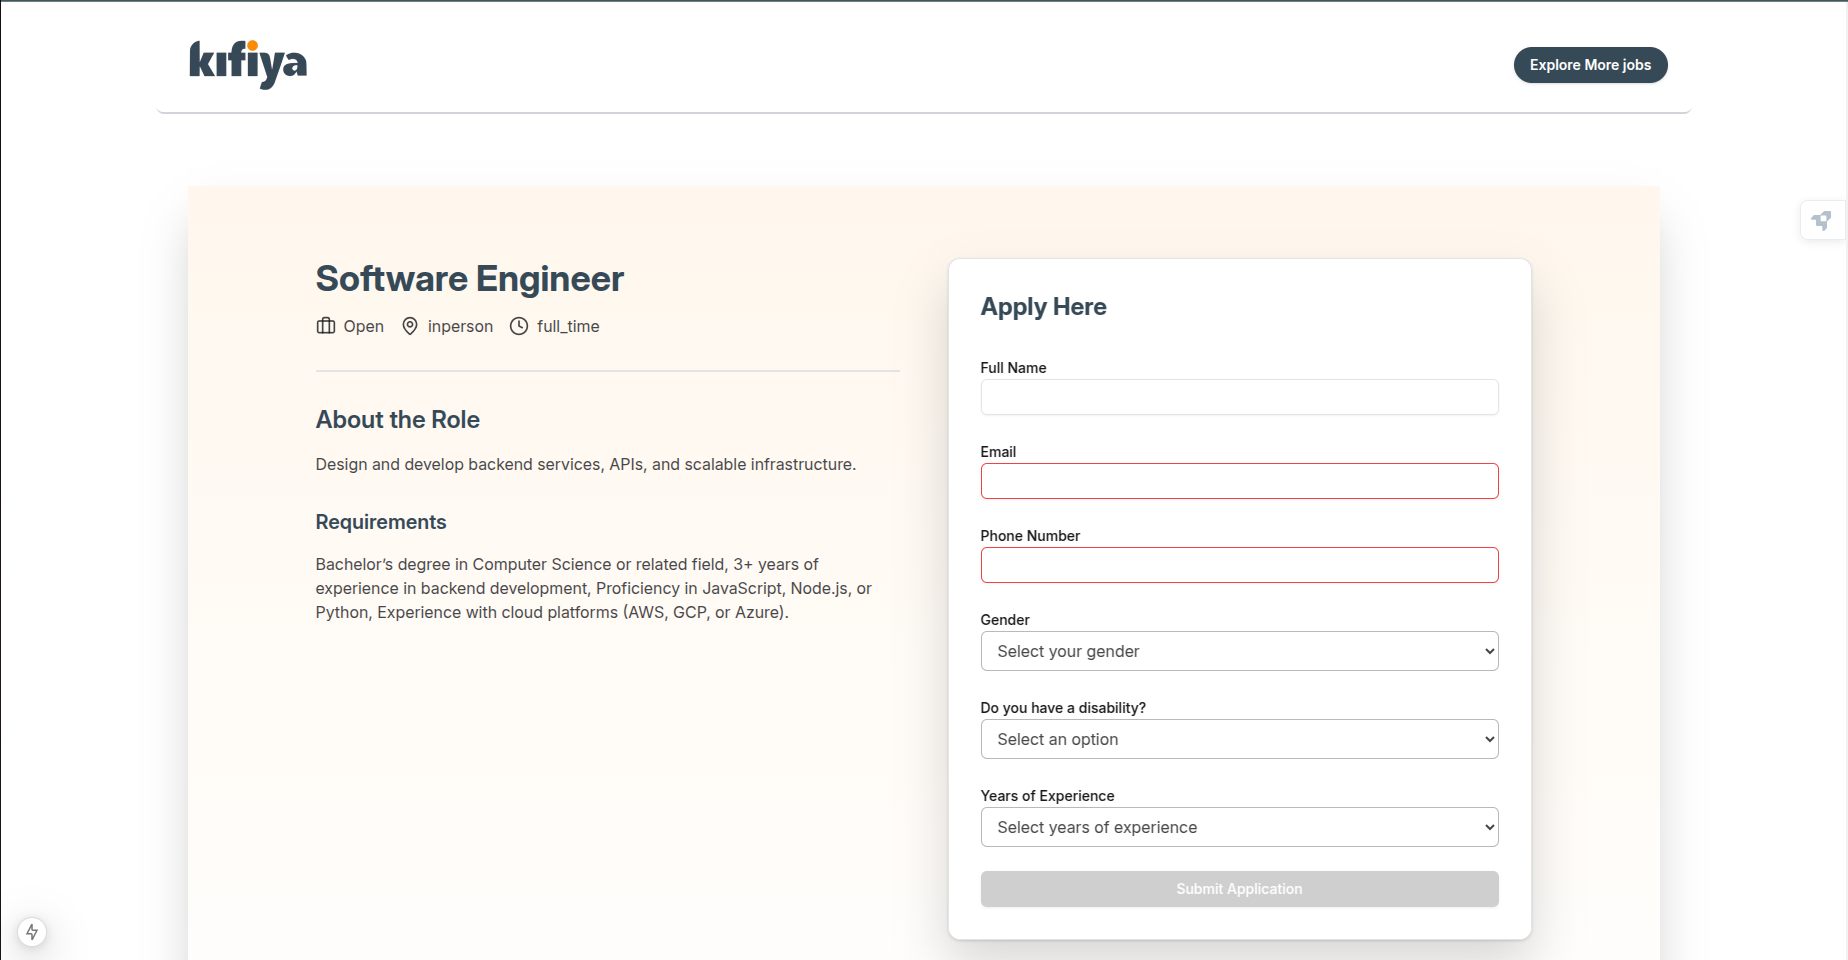 kifiya
Explore More jobs
Software Engineer
Open inperson full_time
About the Role
Design and develop backend services, APIs, and scalable infrastructure.
Requirements
Bachelor’s degree in Computer Science or related field, 3+ years of
experience in backend development, Proficiency in JavaScript, Node.js, or
Python, Experience with cloud platforms (AWS, GCP, or Azure).
Apply Here
Full Name
Email
Phone Number
Gender
Select your gender
Do you have a disability?
Select an option
Years of Experience
Select years of experience
Submit Application